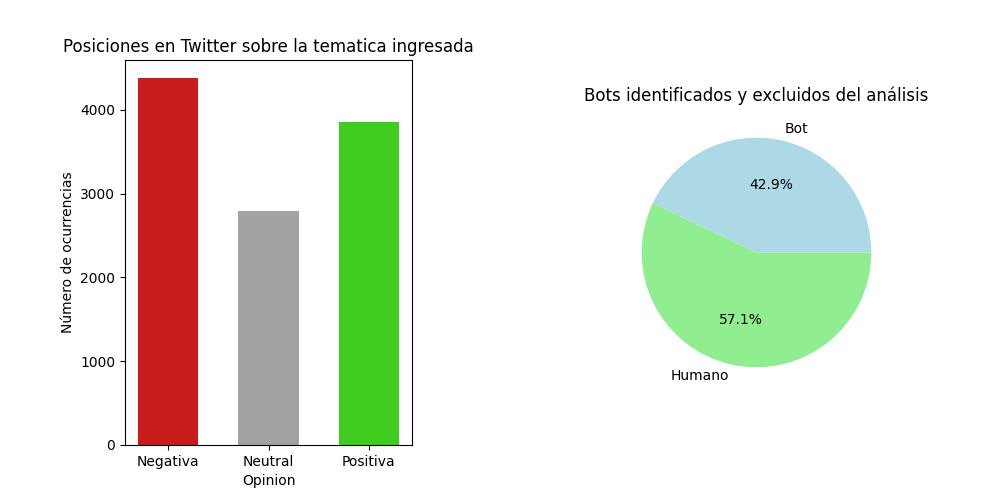 Posiciones en Twitter sobre la tematica ingresada
Número de ocurrencias
4000
3000
2000
1000
0
Negativa
Neutral
Positiva
Opinion
Bots identificados y excluidos del análisis
Bot
42.9%
57.1%
Humano